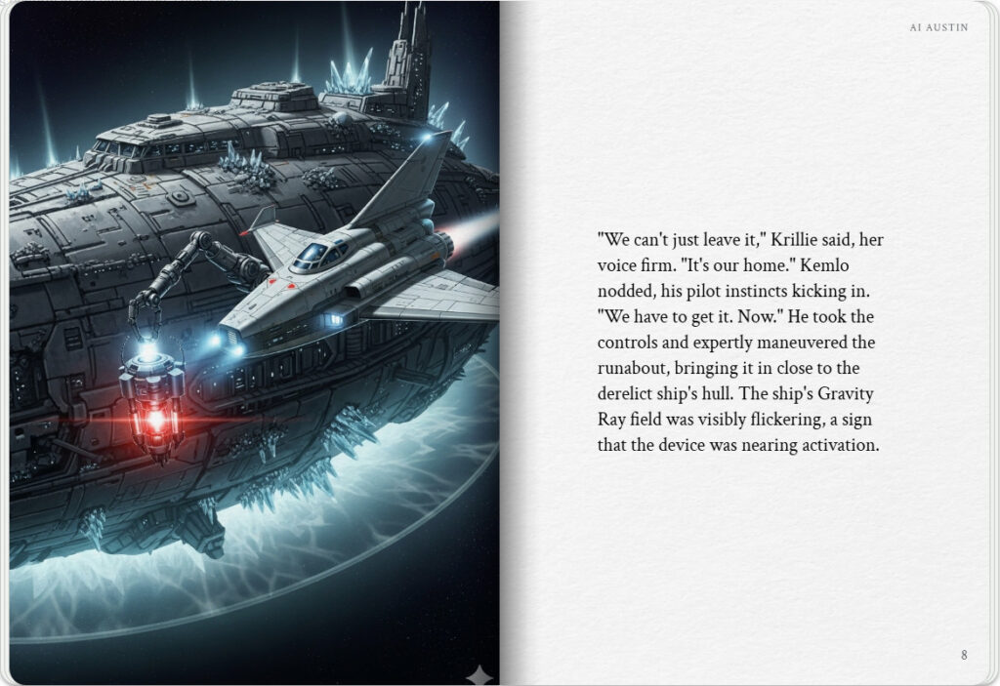 AI AUSTIN
"We can't just leave it," Krillie said, her
voice firm. "It's our home." Kemlo
nodded, his pilot instincts kicking in.
"We have to get it. Now." He took the
controls and expertly maneuvered the
runabout, bringing it in close to the
derelict ship's hull. The ship's Gravity
Ray field was visibly flickering, a sign
that the device was nearing activation.
8